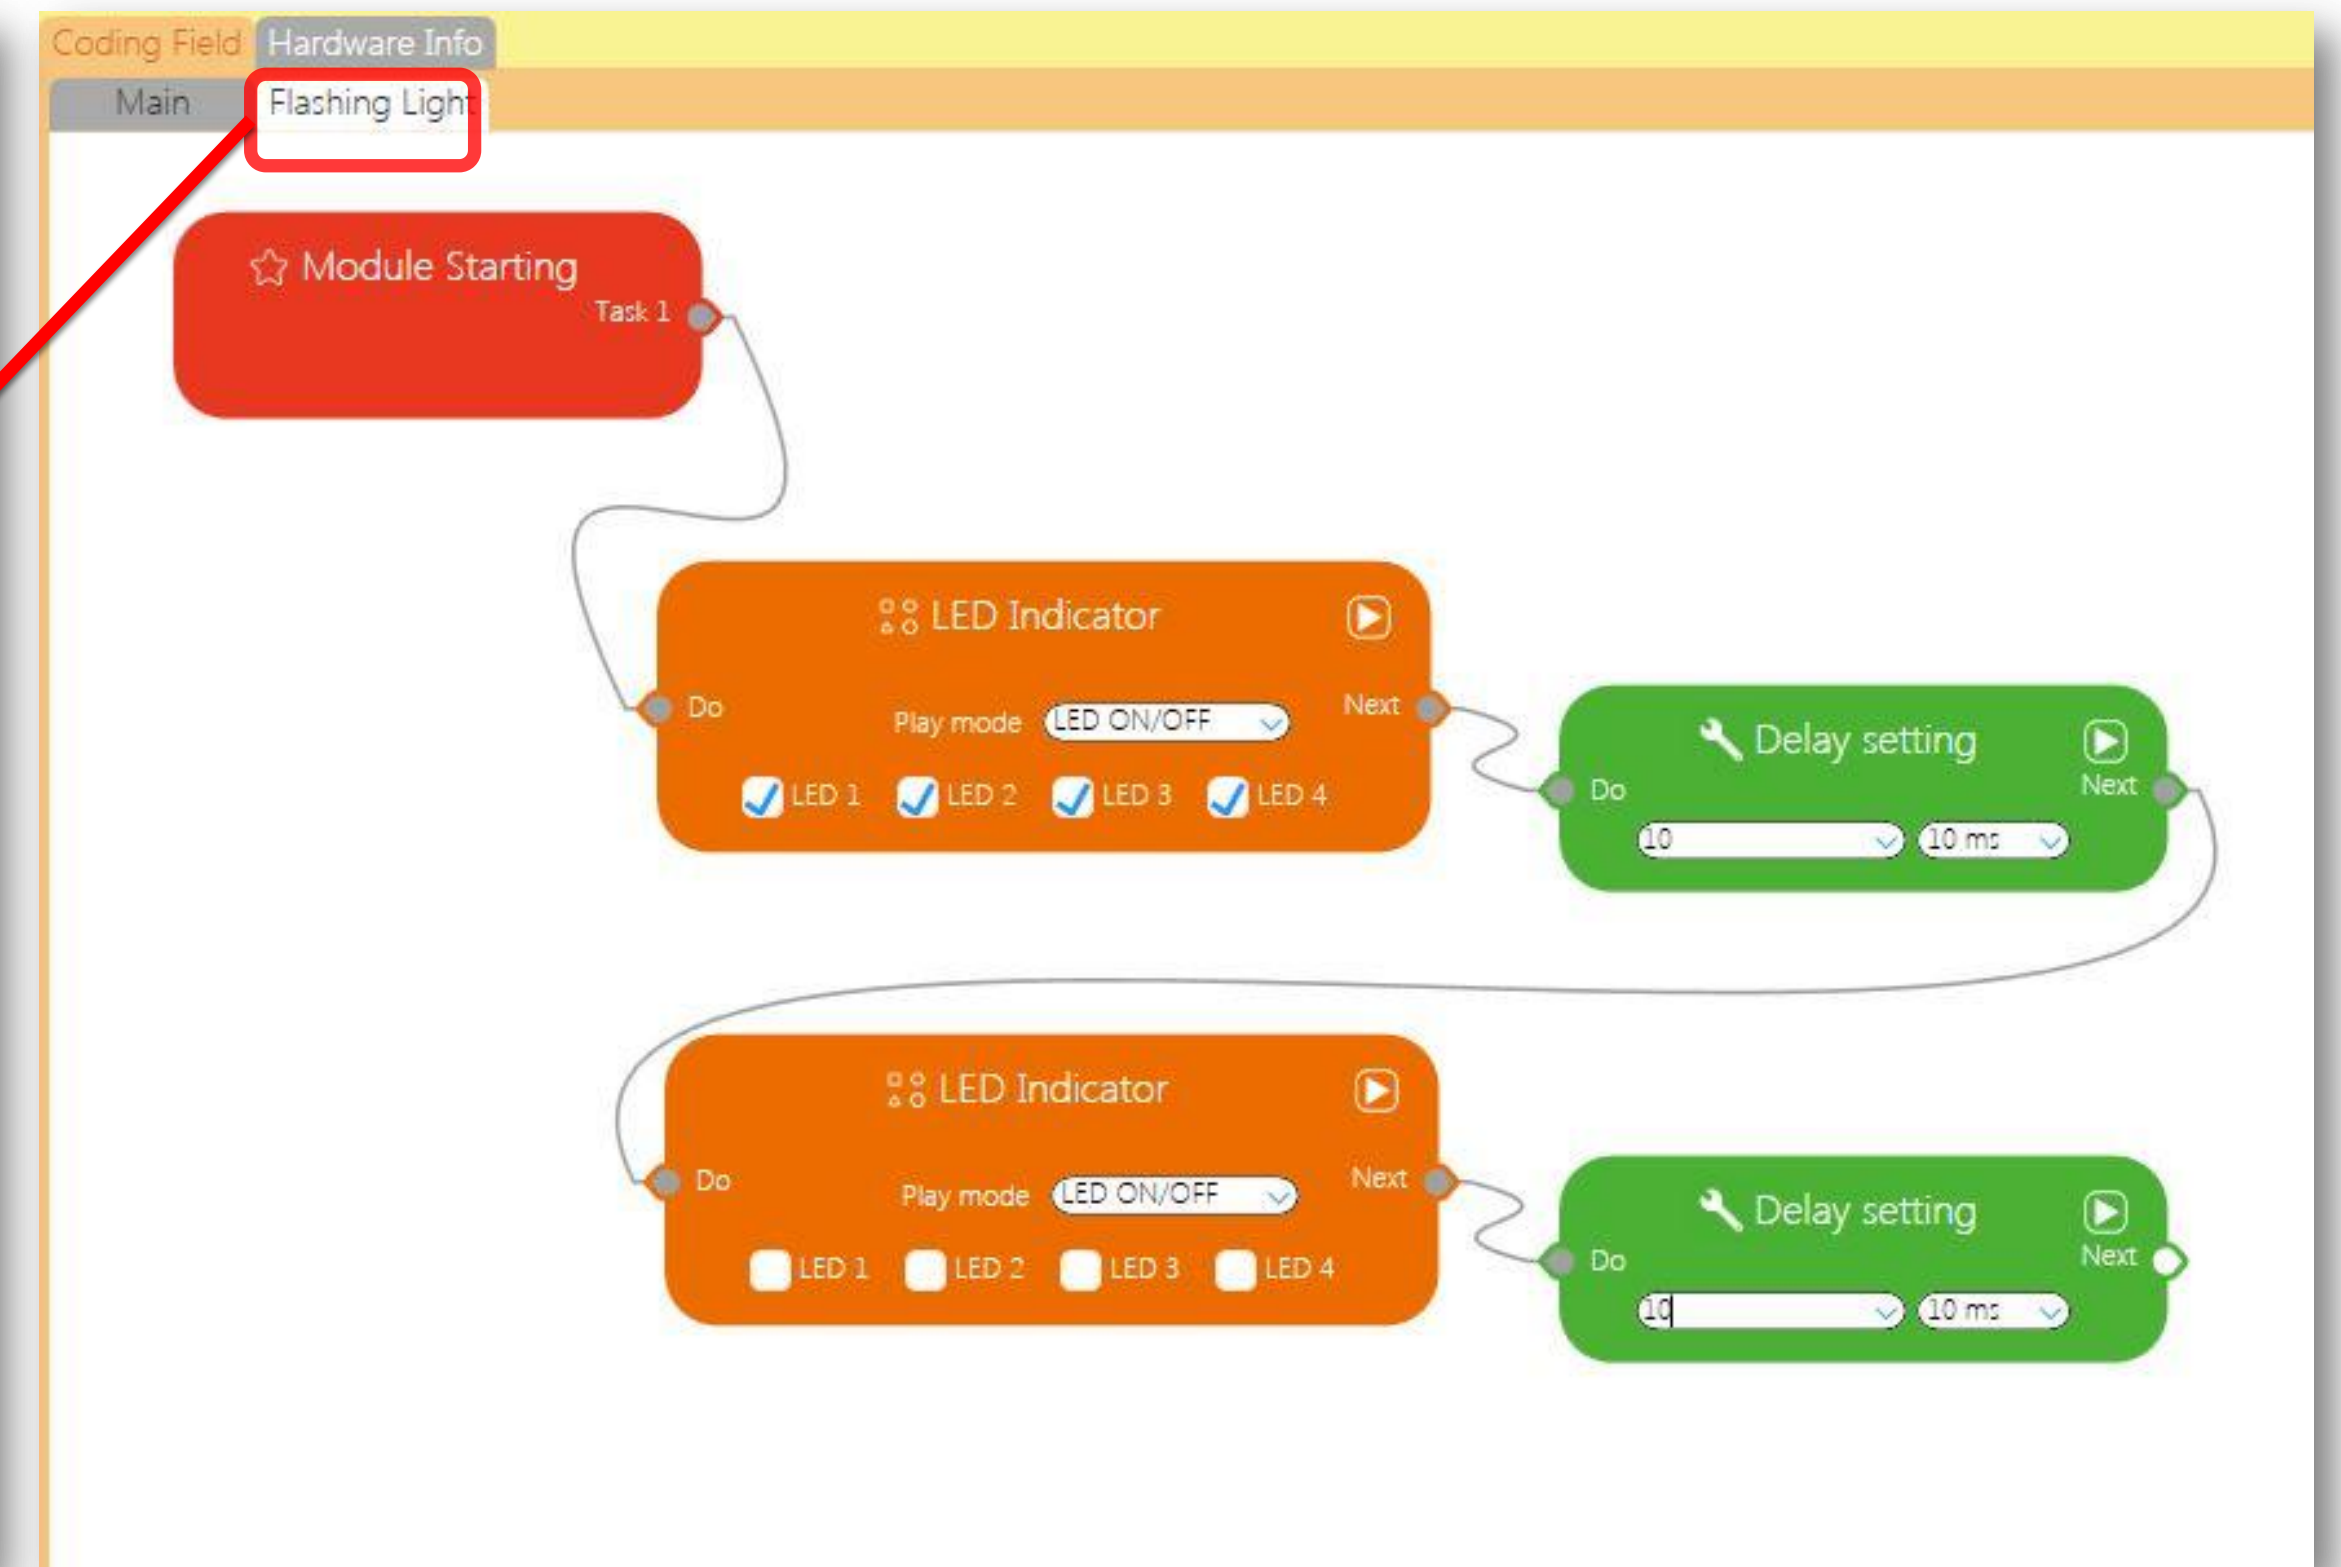 Coding Field Hardware Info
Main Flashing Light
Module Starting
Task 1
LED Indicator
Do Play mode LED ON/OFF Next
LED 1 LED 2 LED 3 LED 4
Delay setting
Do Next
10 10 ms
LED Indicator
Do Play mode LED ON/OFF Next
LED 1 LED 2 LED 3 LED 4
Delay setting
Do Next
10 10 ms